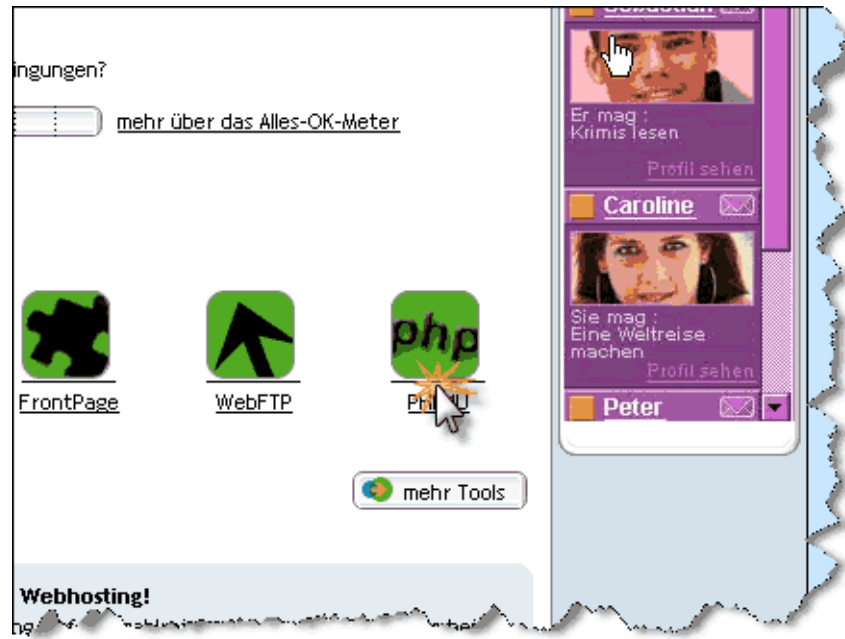 ingungen?
mehr über das Alles-OK-Meter
php
FrontPage
WebFTP
mehr Tools
Webhosting!
Er mag :
Krimis lesen
Profil sehen
Caroline
Sie mag :
Eine Weltreise
machen
Profil sehen
Peter